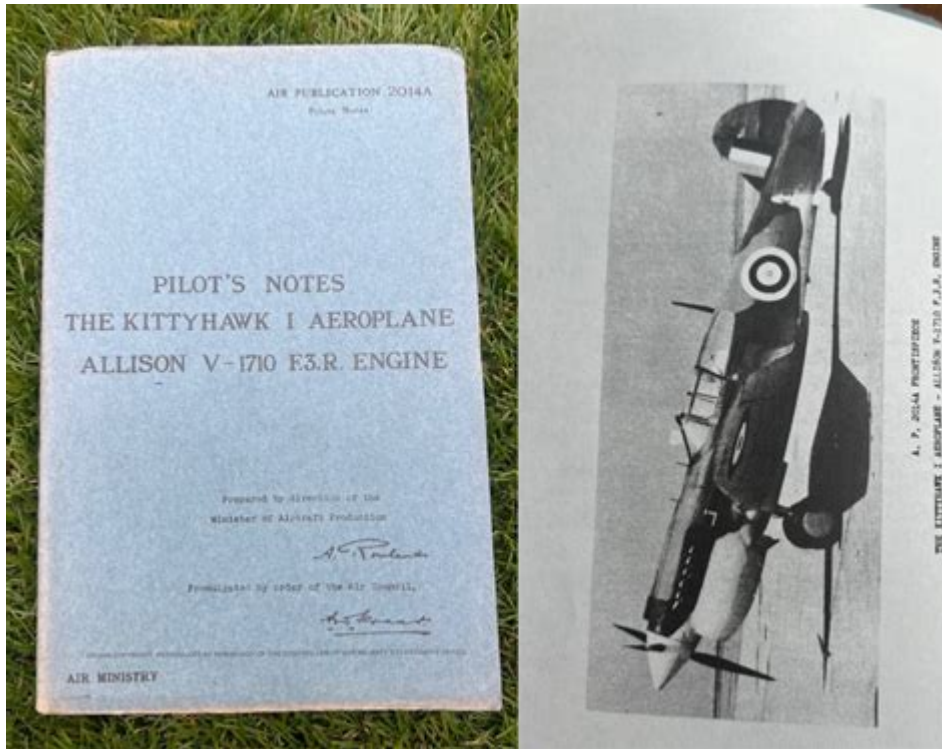 AIR PUBLICATION 2014A
Pilots Notes
PILOT'S NOTES
THE KITTYHAWK I AEROPLANE
ALLISON V-1710 F.3.R. ENGINE
Prepared by direction of the
Minister of Aircraft Production
Promulgated by order of the Air Council,
AIR MINISTRY
A. P. 2014A FRONTISPIECE
THE KITTYHAWK I AEROPLANE - ALLISON V-1710 F.3.R. ENGINE